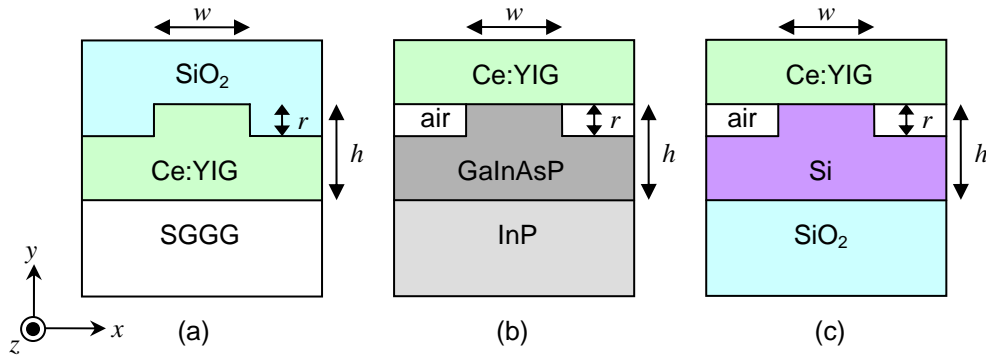 w
SiO2
r
h
Ce:YIG
SGGG
(a)
w
Ce:YIG
air
r
h
GaInAsP
InP
(b)
w
Ce:YIG
air
r
h
Si
SiO2
(c)
y
z
x